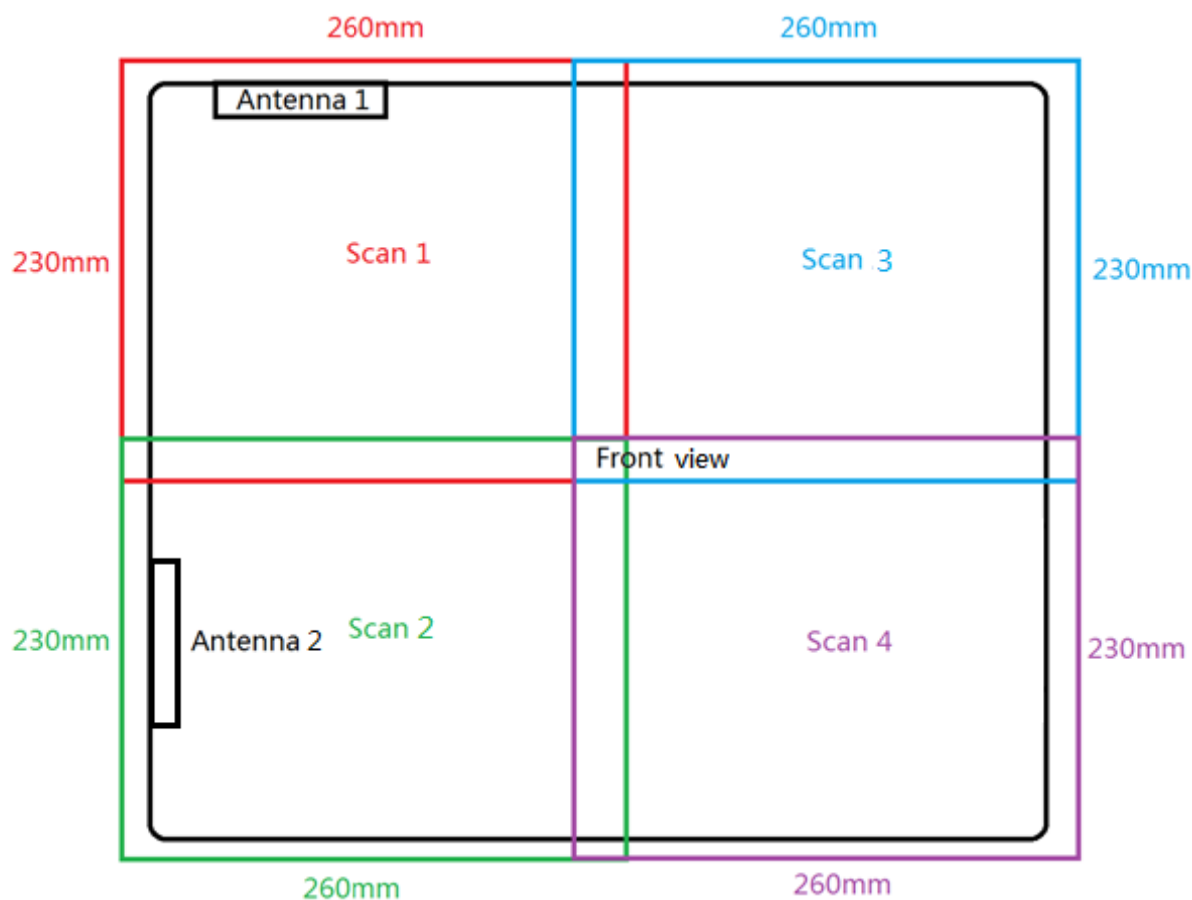 260mm
260mm
Antenna 1
Scan 1
Scan 3
230mm
230mm
Front view
Antenna 2
Scan 2
Scan 4
230mm
230mm
260mm
260mm